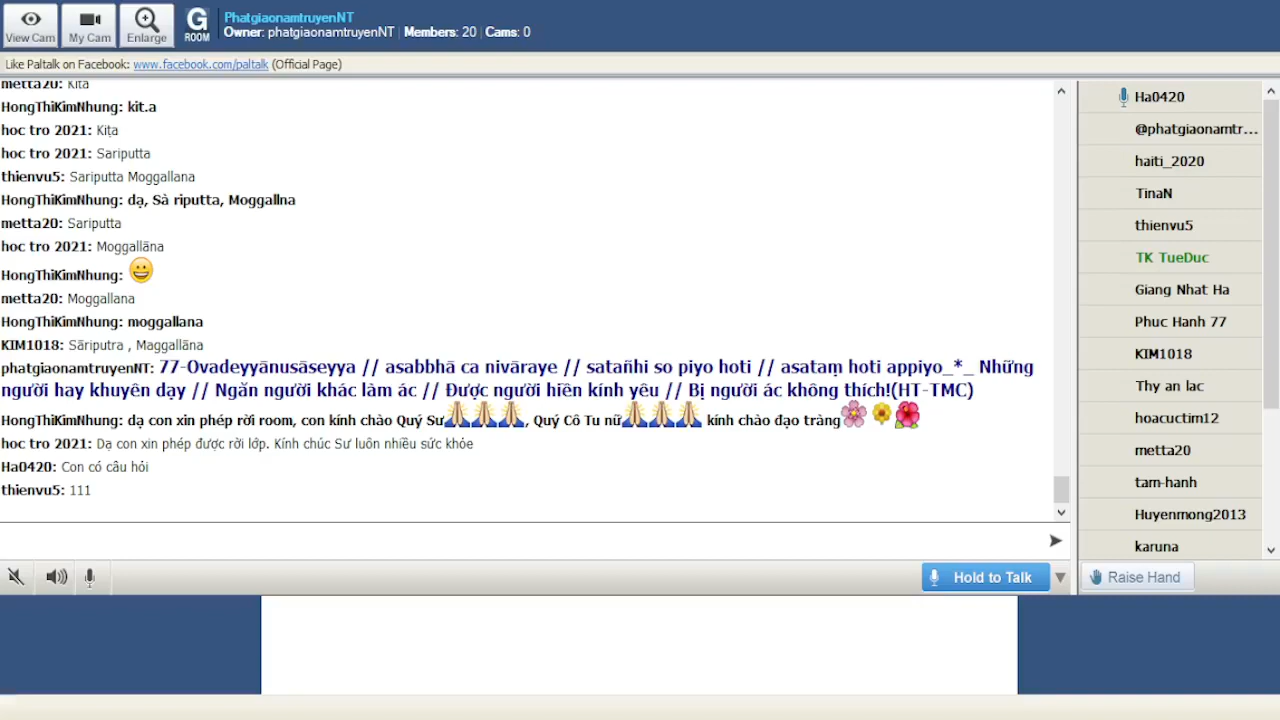 View Cam
My Cam
Enlarge
G
ROOM
PhatgiaonamtruyenNT
Owner: phatgiaonamtruyenNT | Members: 20 | Cams: 0
Like Paltalk on Facebook: www.facebook.com/paltalk (Official Page)
metta20: Kita
HongThiKimNhung: kit.a
hoc tro 2021: Kiṭa
hoc tro 2021: Sariputta
thienvu5: Sariputta Moggallana
HongThiKimNhung: dạ, Sà riputta, Moggallna
metta20: Sariputta
hoc tro 2021: Moggallāna
HongThiKimNhung: 😀
metta20: Moggallana
HongThiKimNhung: moggallana
KIM1018: Sāriputra , Maggallāna
phatgiaonamtruyenNT: 77-Ovadeyyānusāseyya // asabbhā ca nivāraye // satañhi so piyo hoti // asataṃ hoti appiyo_*_ Những
người hay khuyên dạy // Ngăn người khác làm ác // Được người hiền kính yêu // Bị người ác không thích!(HT-TMC)
HongThiKimNhung: dạ con xin phép rời room, con kính chào Quý Sư🙏🙏🙏, Quý Cô Tu nữ🙏🙏🙏 kính chào đạo tràng🌸🌼🌺
hoc tro 2021: Dạ con xin phép được rời lớp. Kính chúc Sư luôn nhiều sức khỏe
Ha0420: Con có câu hỏi
thienvu5: 111
Hold to Talk
Ha0420
@phatgiaonamtr...
haiti_2020
TinaN
thienvu5
TK TueDuc
Giang Nhat Ha
Phuc Hanh 77
KIM1018
Thy an lac
hoacuctim12
metta20
tam-hanh
Huyenmong2013
karuna
Raise Hand